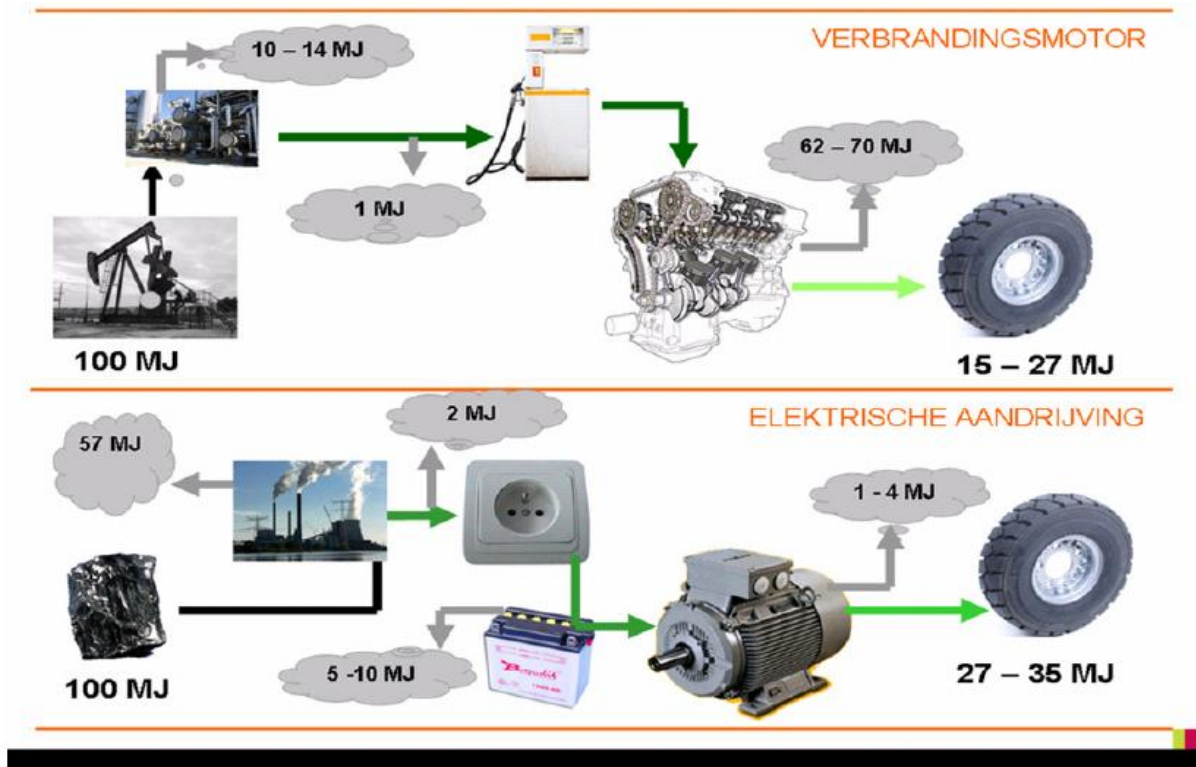 VERBRANDINGSMOTOR
10 – 14 MJ
62 – 70 MJ
1 MJ
100 MJ
15 – 27 MJ
ELEKTRISCHE AANDRIJVING
2 MJ
57 MJ
1 - 4 MJ
5 -10 MJ
100 MJ
27 – 35 MJ